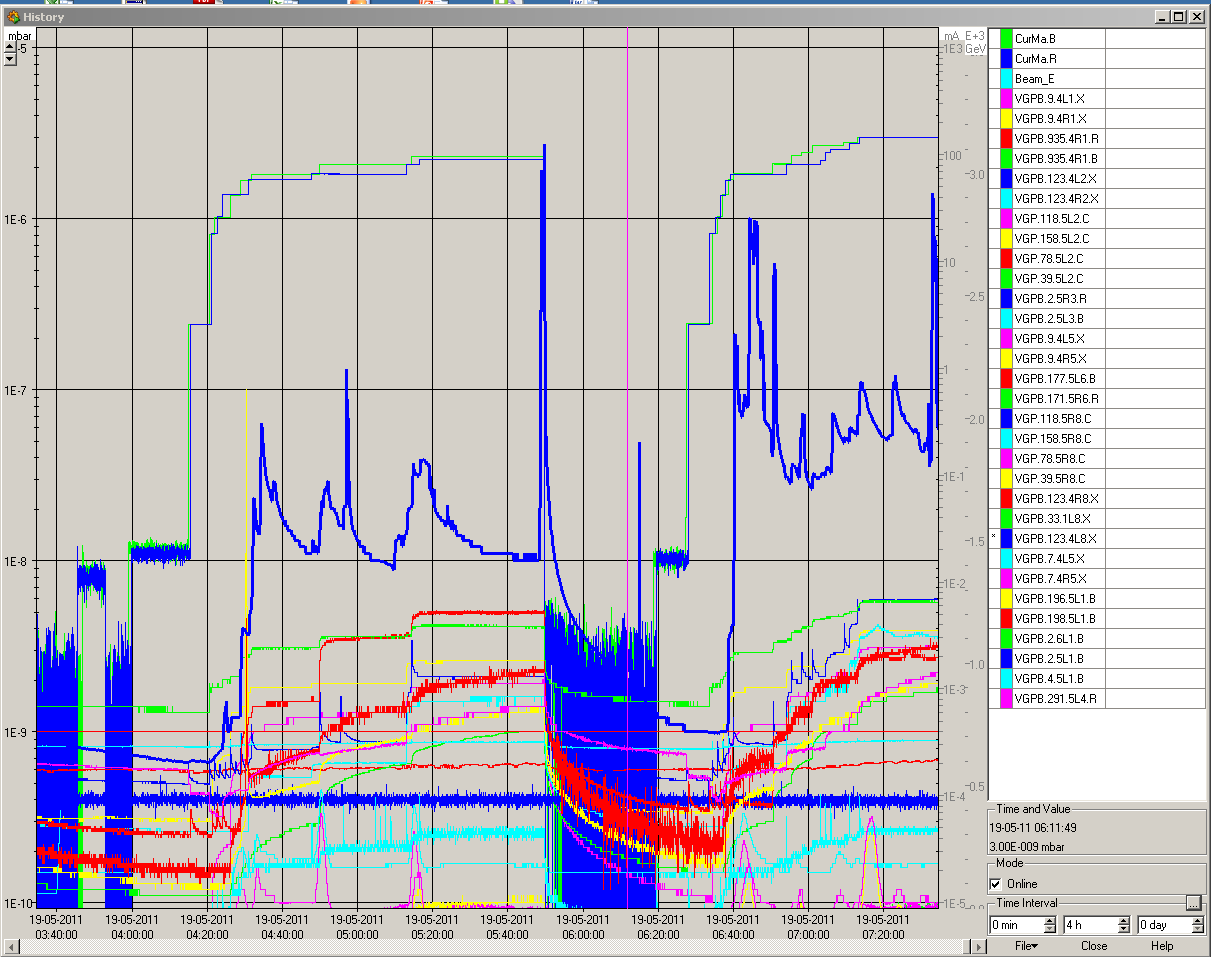 History
mbar
-5
1E-6
1E-7
1E-8
1E-9
1E-10
mA E+3
1E3 GeV
100
3.0
10
2.5
1
2.0
1E-1
1.5
1E-2
1.0
1E-3
0.5
1E-4
1E-5
19-05-2011 19-05-2011 19-05-2011 19-05-2011 19-05-2011 19-05-2011 19-05-2011 19-05-2011 19-05-2011 19-05-2011 19-05-2011 19-05-2011
03:40:00 04:00:00 04:20:00 04:40:00 05:00:00 05:20:00 05:40:00 06:00:00 06:20:00 06:40:00 07:00:00 07:20:00
CurMa.B
CurMa.R
Beam_E
VGPB.9.4L1.X
VGPB.9.4R1.X
VGPB.935.4R1.R
VGPB.935.4R1.B
VGPB.123.4L2.X
VGPB.123.4R2.X
VGP.118.5L2.C
VGP.158.5L2.C
VGP.78.5L2.C
VGP.39.5L2.C
VGPB.2.5R3.R
VGPB.2.5L3.B
VGPB.9.4L5.X
VGPB.9.4R5.X
VGPB.177.5L6.B
VGPB.171.5R6.R
VGP.118.5R8.C
VGP.158.5R8.C
VGP.78.5R8.C
VGP.39.5R8.C
VGPB.123.4R8.X
VGPB.33.1L8.X
* VGPB.123.4L8.X
VGPB.7.4L5.X
VGPB.7.4R5.X
VGPB.196.5L1.B
VGPB.198.5L1.B
VGPB.2.6L1.B
VGPB.2.5L1.B
VGPB.4.5L1.B
VGPB.291.5L4.R
Time and Value
19-05-11 06:11:49
3.00E-009 mbar
Mode
Online
Time Interval
...
0 min 4 h 0 day
File Close Help